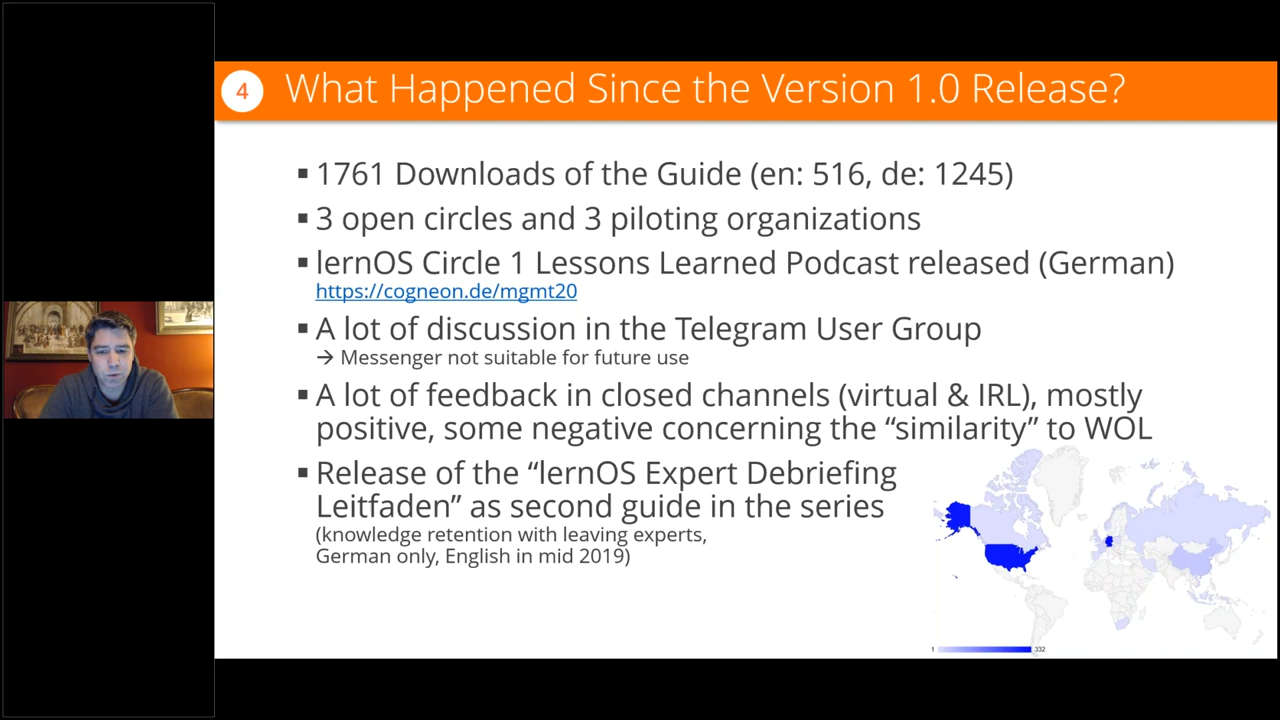 4 What Happened Since the Version 1.0 Release?
▪ 1761 Downloads of the Guide (en: 516, de: 1245)
▪ 3 open circles and 3 piloting organizations
▪ lernOS Circle 1 Lessons Learned Podcast released (German)
https://cogneon.de/mgmt20
▪ A lot of discussion in the Telegram User Group
→ Messenger not suitable for future use
▪ A lot of feedback in closed channels (virtual & IRL), mostly
positive, some negative concerning the “similarity” to WOL
▪ Release of the “lernOS Expert Debriefing
Leitfaden” as second guide in the series
(knowledge retention with leaving experts,
German only, English in mid 2019)
1 332